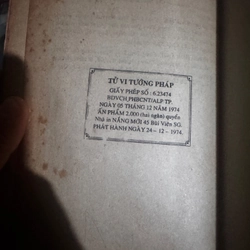 TỬ VI TƯỚNG PHÁP
GIẤY PHÉP SỐ: 6.23474
BDVCH PHBCNT/ALP TP.
NGÀY 06 THÁNG 12 NĂM 1974
ẤN PHẨM 2.000 (hai ngàn) quyển
Nhà in NẮNG MỚI 45 Bùi Viện SG.
PHÁT HÀNH NGÀY 24-12-1974.